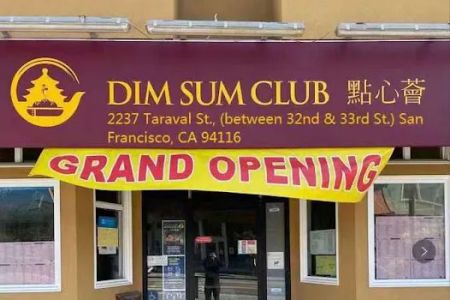 DIM SUM CLUB 點心薈
2237 Taraval St., (between 32nd & 33rd St.) San
Francisco, CA 94116
GRAND OPENING